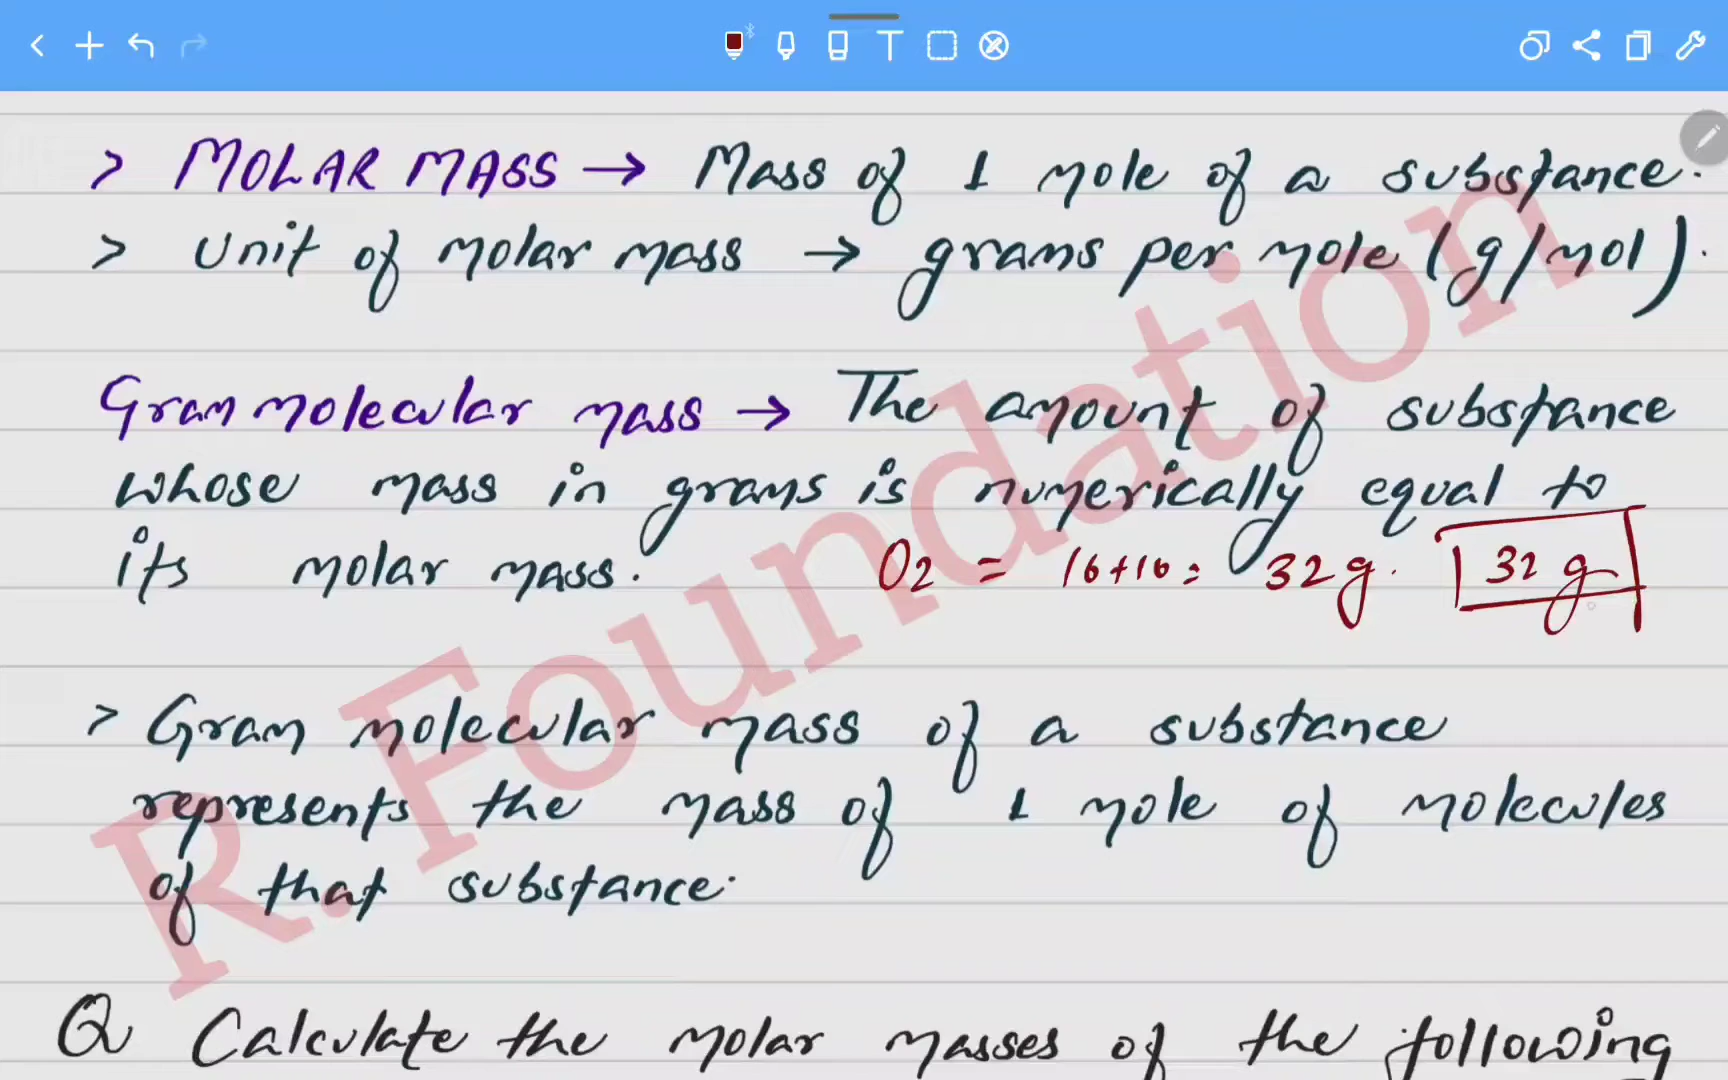 > MOLAR MASS → Mass of 1 mole of a substance.
> Unit of molar mass → grams per mole (g/mol).
Gram molecular mass → The amount of substance
whose mass in grams is numerically equal to
its molar mass. O2 = 16+16 = 32g. 32 g
> Gram molecular mass of a substance
represents the mass of 1 mole of molecules
of that substance.
Q Calculate the molar masses of the following
R. Foundation